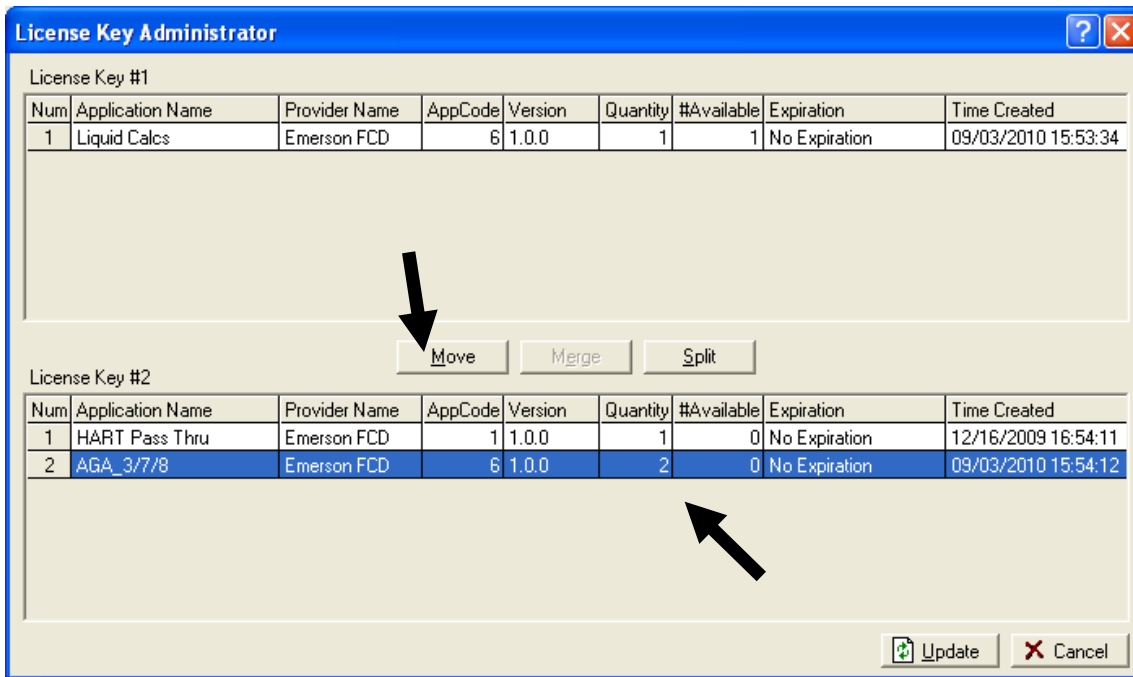 License Key Administrator
License Key #1
Num Application Name Provider Name AppCode Version Quantity #Available Expiration Time Created
1 Liquid Calcs Emerson FCD 6 1.0.0 1 1 No Expiration 09/03/2010 15:53:34
Move Merge Split
License Key #2
Num Application Name Provider Name AppCode Version Quantity #Available Expiration Time Created
1 HART Pass Thru Emerson FCD 1 1.0.0 1 0 No Expiration 12/16/2009 16:54:11
2 AGA_3/7/8 Emerson FCD 6 1.0.0 2 0 No Expiration 09/03/2010 15:54:12
Update Cancel